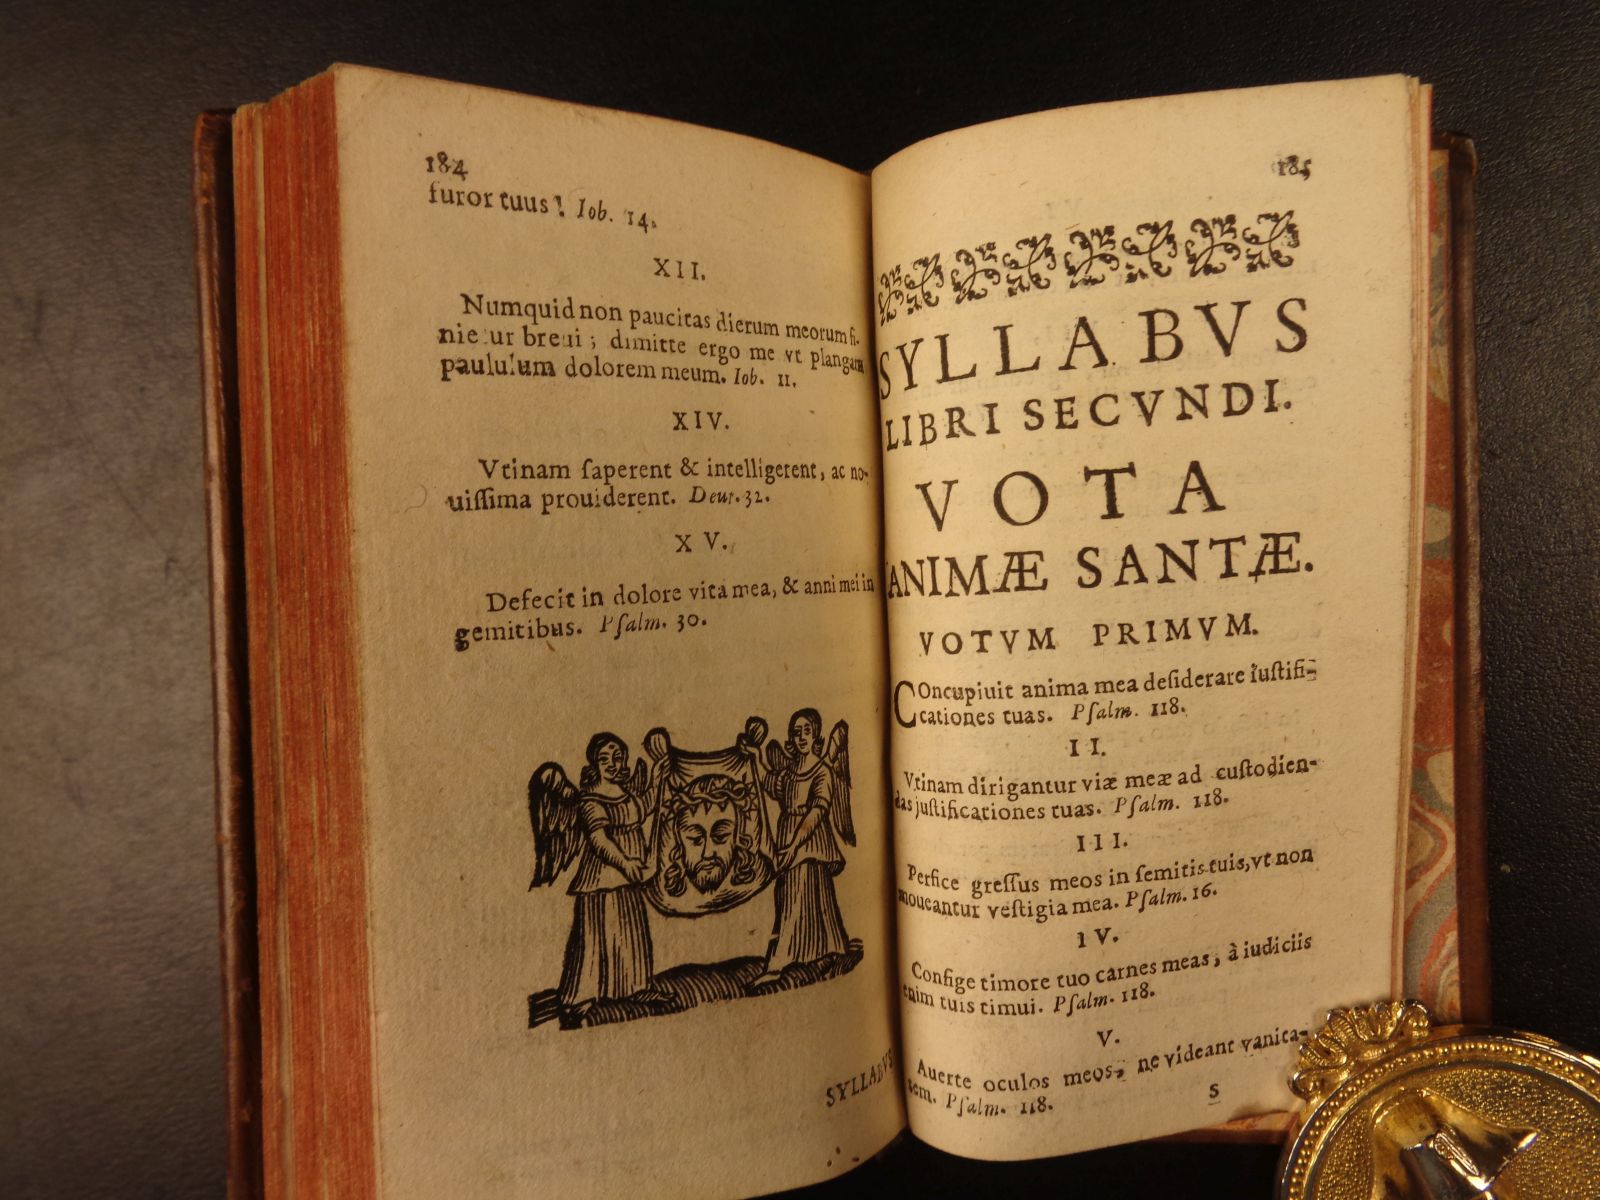 184
furor tuus! Iob. 14.
XII.
Numquid non paucitas dierum meorum fi-
nietur breui; dimitte ergo me vt plangam
paululum dolorem meum. Iob. 11.
XIV.
Vtinam ſaperent & intelligerent, ac no-
uiſſima prouiderent. Deut. 32.
XV.
Defecit in dolore vita mea, & anni mei in
gemitibus. Pſalm. 30.
SYLLABVS
185
SYLLABVS
LIBRI SECVNDI.
VOTA
ANIMÆ SANTÆ.
VOTVM PRIMVM.
COncupiuit anima mea deſiderare iuſtifi-
cationes tuas. Pſalm. 118.
II.
Vtinam dirigantur viæ meæ ad cuſtodien-
das juſtificationes tuas. Pſalm. 118.
III.
Perfice greſſus meos in ſemitis tuis, vt non
moueantur veſtigia mea. Pſalm. 16.
IV.
Confige timore tuo carnes meas, à iudiciis
enim tuis timui. Pſalm. 118.
V.
Auerte oculos meos, ne videant vanita-
tem. Pſalm. 118.
S